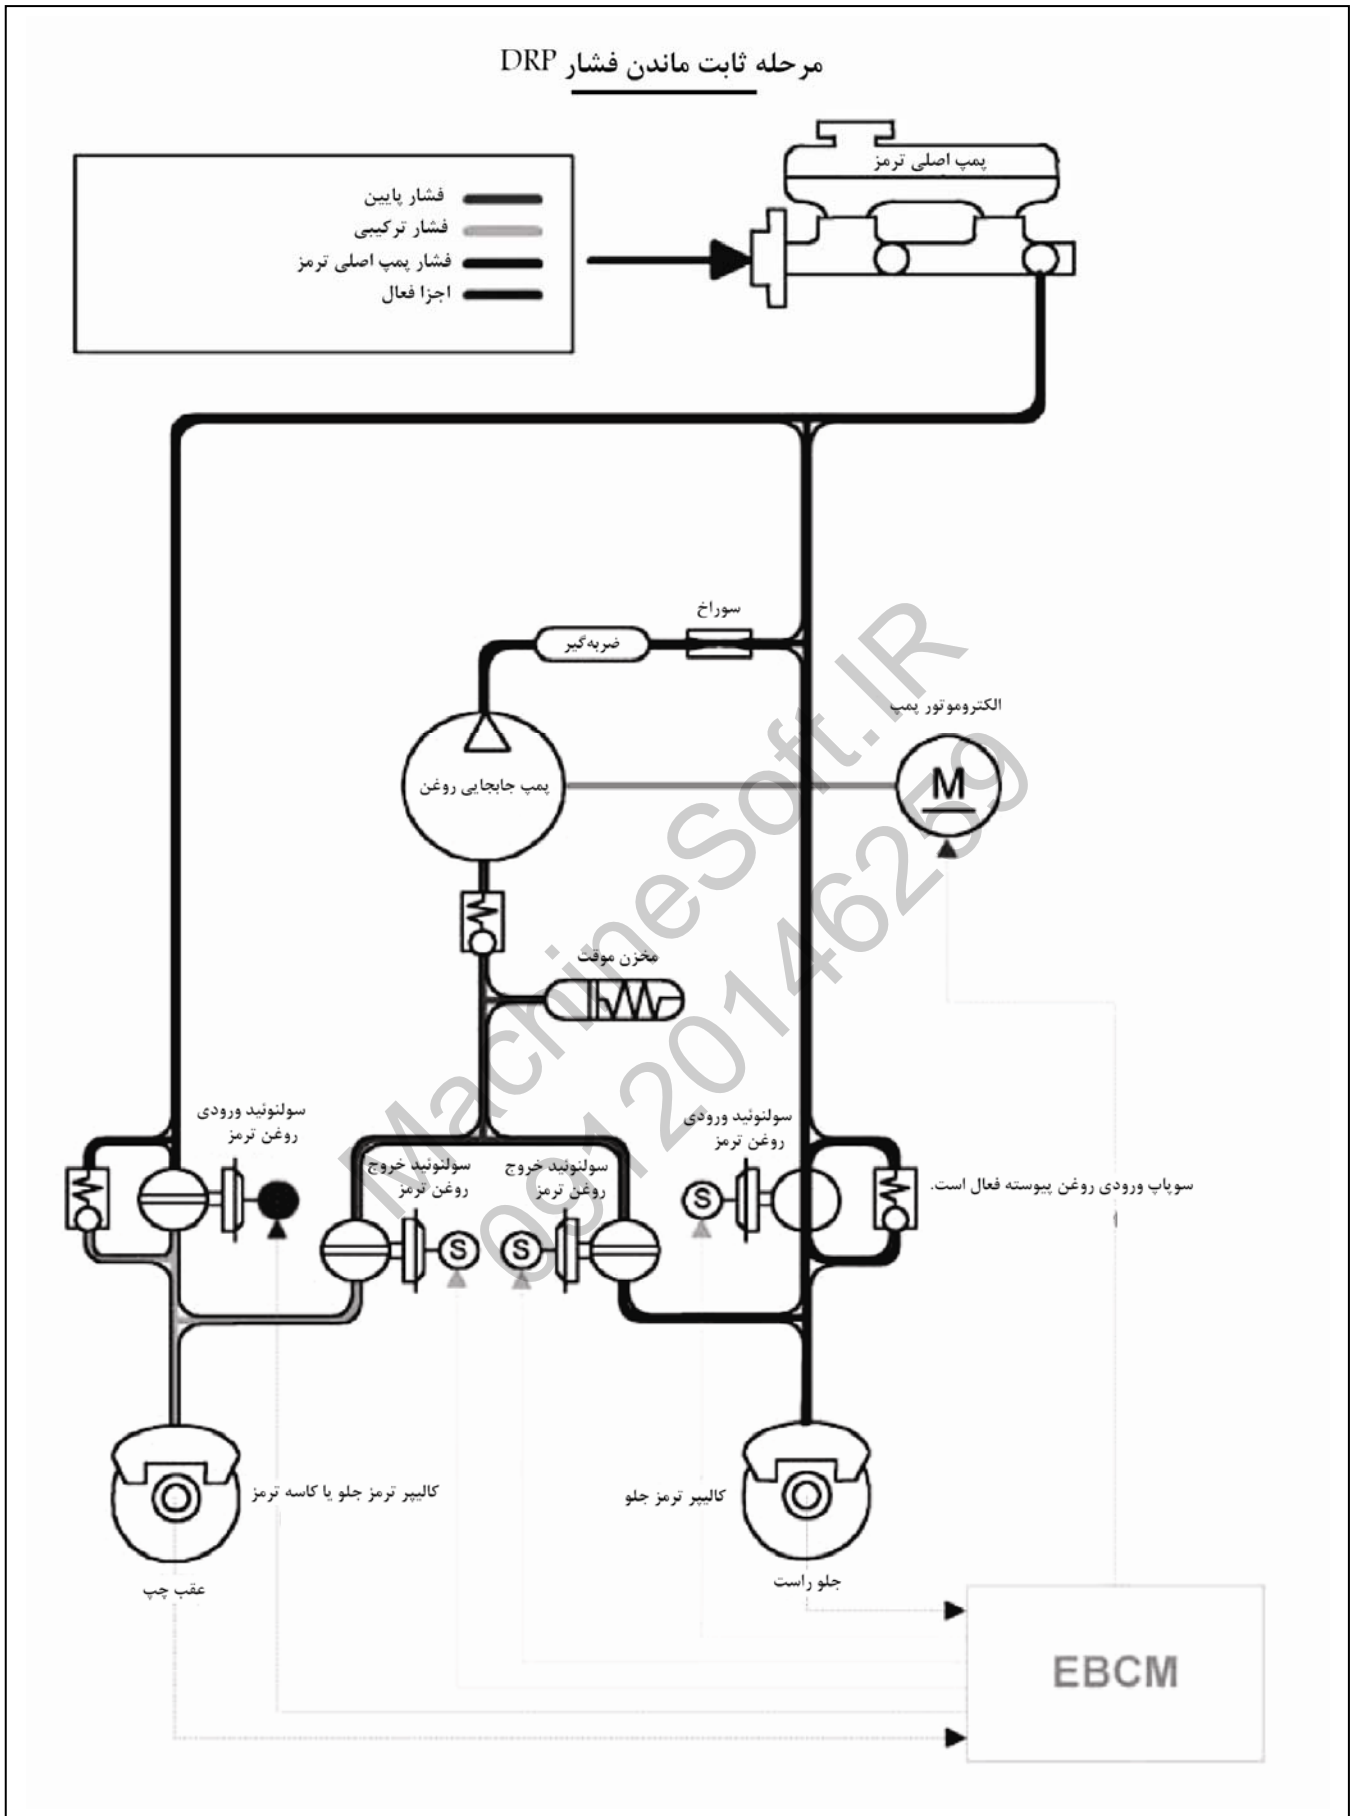 مرحله ثابت ماندن فشار DRP
پمپ اصلی ترمز
فشار پایین
فشار ترکیبی
فشار پمپ اصلی ترمز
اجزا فعال
سوراخ
ضربه‌گیر
الکتروموتور پمپ
M
پمپ جابجایی روغن
مخزن موقت
سولنوئید ورودی
روغن ترمز
سولنوئید ورودی
روغن ترمز
سولنوئید خروج
روغن ترمز
سولنوئید خروج
روغن ترمز
سوپاپ ورودی روغن پیوسته فعال است.
S
S
S
کالیپر ترمز جلو
کالیپر ترمز جلو یا کاسه ترمز
جلو راست
عقب چپ
EBCM
MachineSoft.IR
09120146259